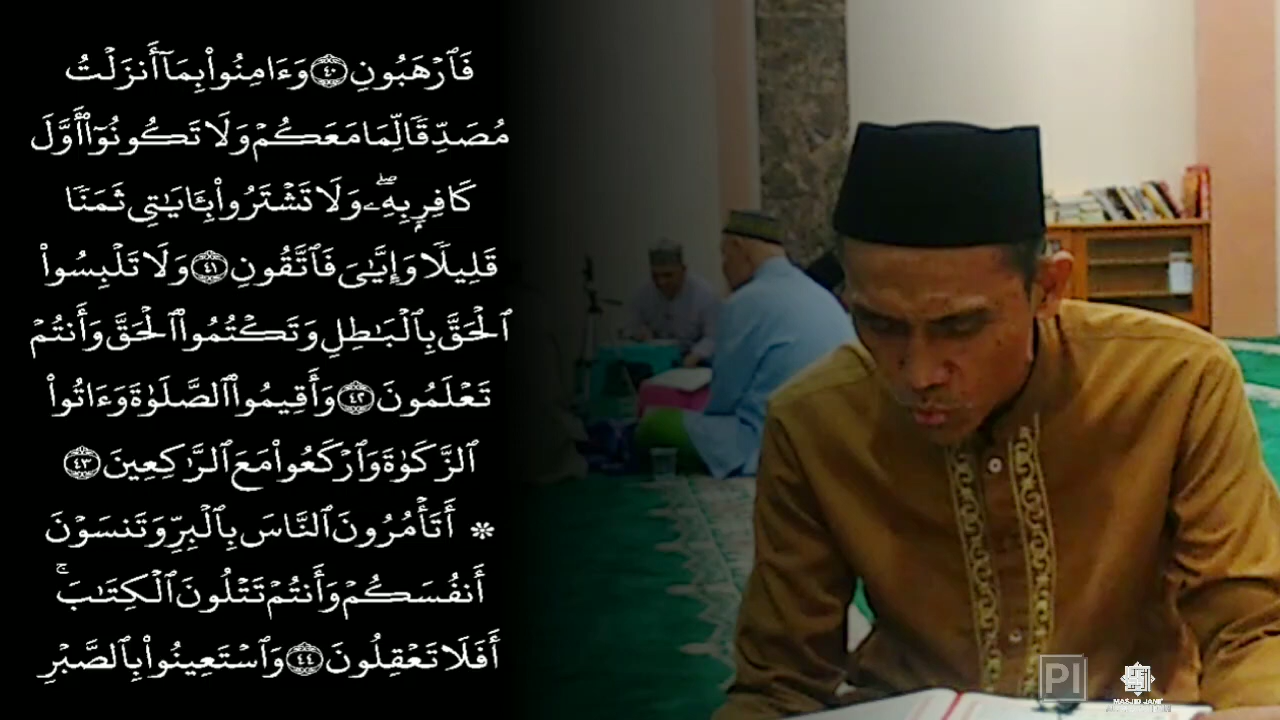 فَٱرۡهَبُونِ ٤٠ وَءَامِنُواْ بِمَآ أَنزَلۡتُ
مُصَدِّقٗا لِّمَا مَعَكُمۡ وَلَا تَكُونُوٓاْ أَوَّلَ
كَافِرِۭ بِهِۦۖ وَلَا تَشۡتَرُواْ بِـَٔايَٰتِي ثَمَنٗا
قَلِيلٗا وَإِيَّٰيَ فَٱتَّقُونِ ٤١ وَلَا تَلۡبِسُواْ
ٱلۡحَقَّ بِٱلۡبَٰطِلِ وَتَكۡتُمُواْ ٱلۡحَقَّ وَأَنتُمۡ
تَعۡلَمُونَ ٤٢ وَأَقِيمُواْ ٱلصَّلَوٰةَ وَءَاتُواْ
ٱلزَّكَوٰةَ وَٱرۡكَعُواْ مَعَ ٱلرَّٰكِعِينَ ٤٣
۞ أَتَأۡمُرُونَ ٱلنَّاسَ بِٱلۡبِرِّ وَتَنسَوۡنَ
أَنفُسَكُمۡ وَأَنتُمۡ تَتۡلُونَ ٱلۡكِتَٰبَۚ
أَفَلَا تَعۡقِلُونَ ٤٤ وَٱسۡتَعِينُواْ بِٱلصَّبۡرِ
PI
MASJID JAMI'